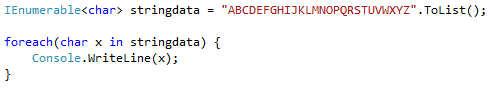 IEnumerable<char> stringdata = "ABCDEFGHIJKLMNOPQRSTUVWXYZ".ToList();
foreach(char x in stringdata) {
Console.WriteLine(x);
}